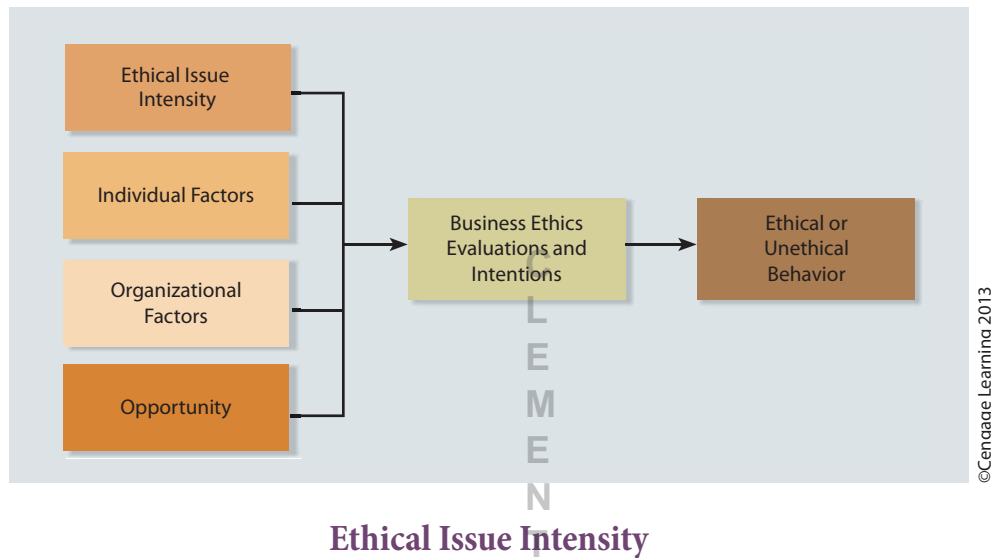 Ethical Issue
Intensity
Individual Factors
Organizational
Factors
Opportunity
Business Ethics
Evaluations and
Intentions
Ethical or
Unethical
Behavior
©Cengage Learning 2013
C
L
E
M
E
N
T
Ethical Issue Intensity